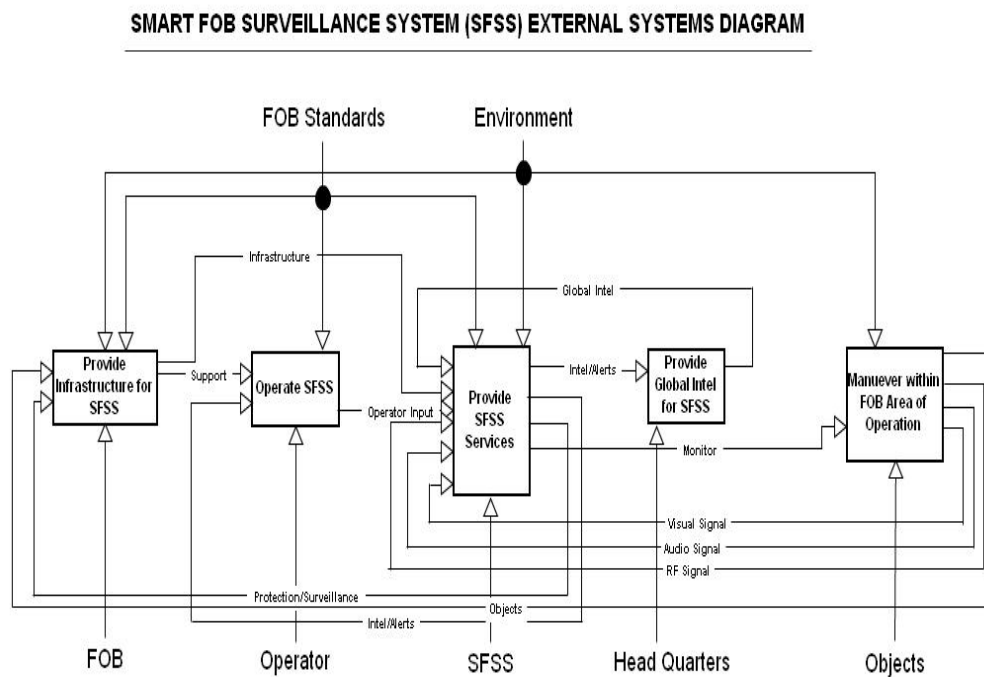 SMART FOB SURVEILLANCE SYSTEM (SFSS) EXTERNAL SYSTEMS DIAGRAM
FOB Standards
Environment
Infrastructure
Global Intel
Provide
Infrastructure for
SFSS
Support
Operate SFSS
Operator Input
Provide
SFSS
Services
Intel/Alerts
Provide
Global Intel
for SFSS
Monitor
Manuever within
FOB Area of
Operation
Visual Signal
Audio Signal
RF Signal
Protection/Surveillance
Objects
Intel/Alerts
FOB
Operator
SFSS
Head Quarters
Objects